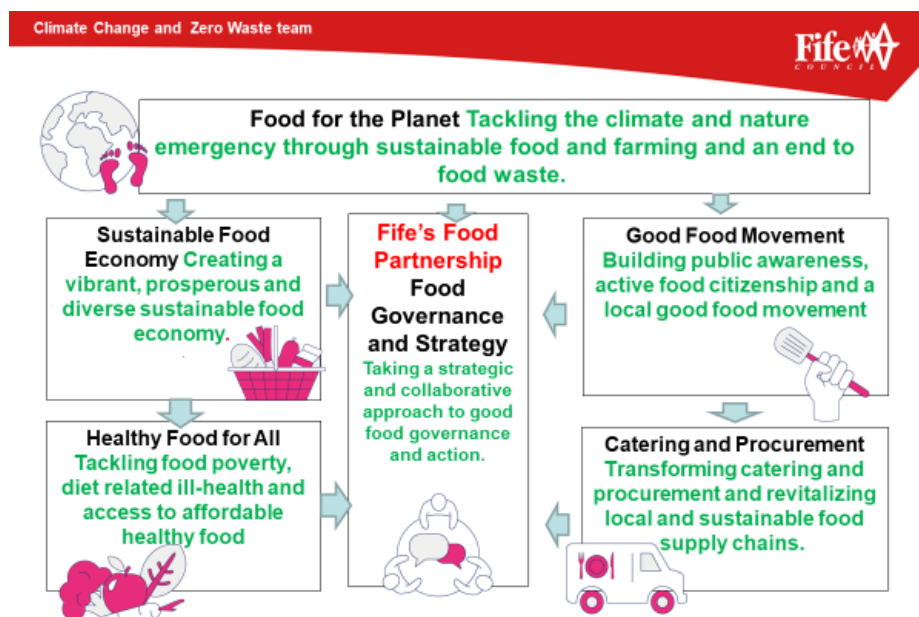 Climate Change and Zero Waste team
Fife
COUNCIL
Food for the Planet Tackling the climate and nature
emergency through sustainable food and farming and an end to
food waste.
Sustainable Food
Economy Creating a
vibrant, prosperous and
diverse sustainable food
economy.
Fife's Food
Partnership
Food
Governance
and Strategy
Taking a strategic
and collaborative
approach to good
food governance
and action.
Good Food Movement
Building public awareness,
active food citizenship and a
local good food movement
Healthy Food for All
Tackling food poverty,
diet related ill-health and
access to affordable
healthy food
Catering and Procurement
Transforming catering and
procurement and revitalizing
local and sustainable food
supply chains.